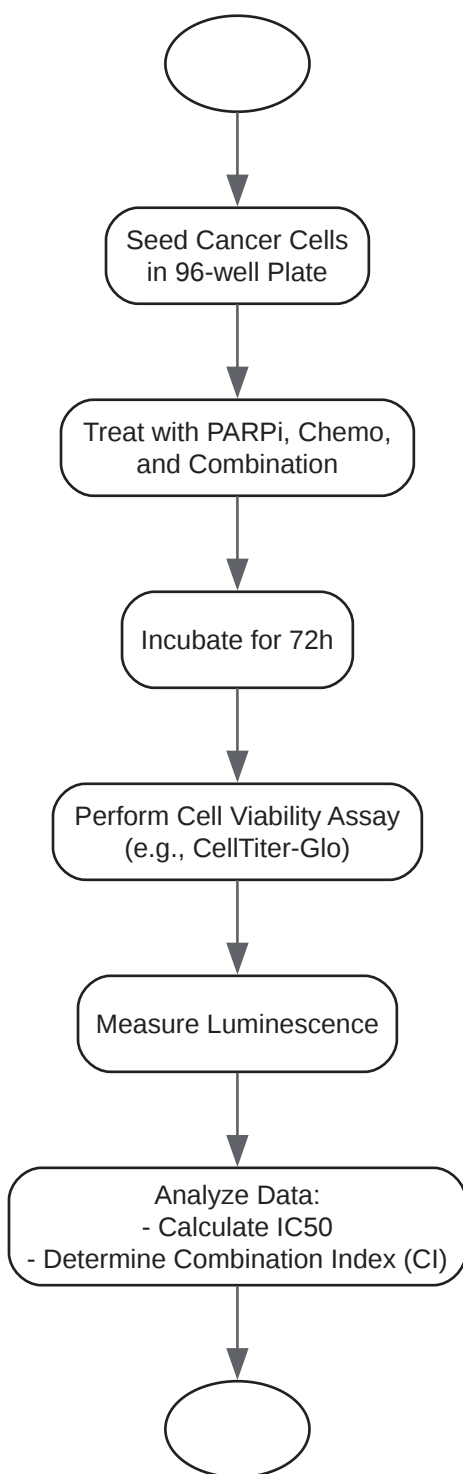 Seed Cancer Cells
in 96-well Plate
Treat with PARPi, Chemo,
and Combination
Incubate for 72h
Perform Cell Viability Assay
(e.g., CellTiter-Glo)
Measure Luminescence
Analyze Data:
- Calculate IC50
- Determine Combination Index (CI)